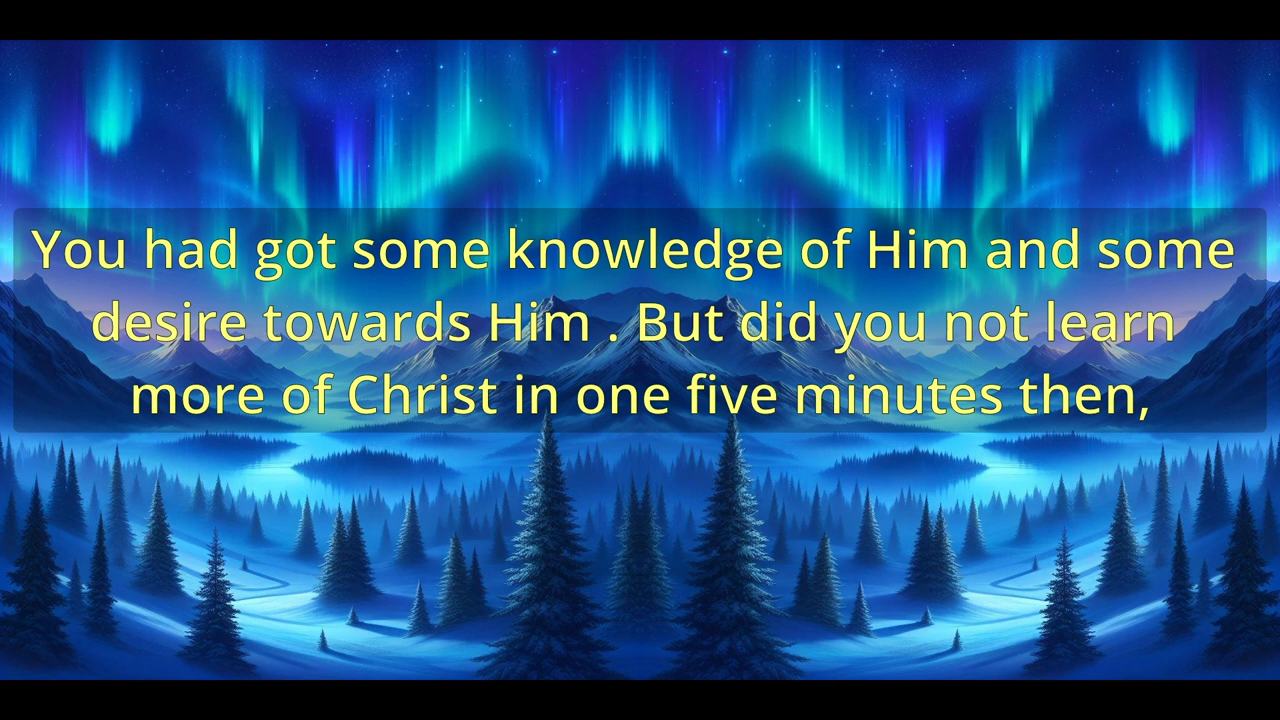 You had got some knowledge of Him and some
desire towards Him . But did you not learn
more of Christ in one five minutes then,